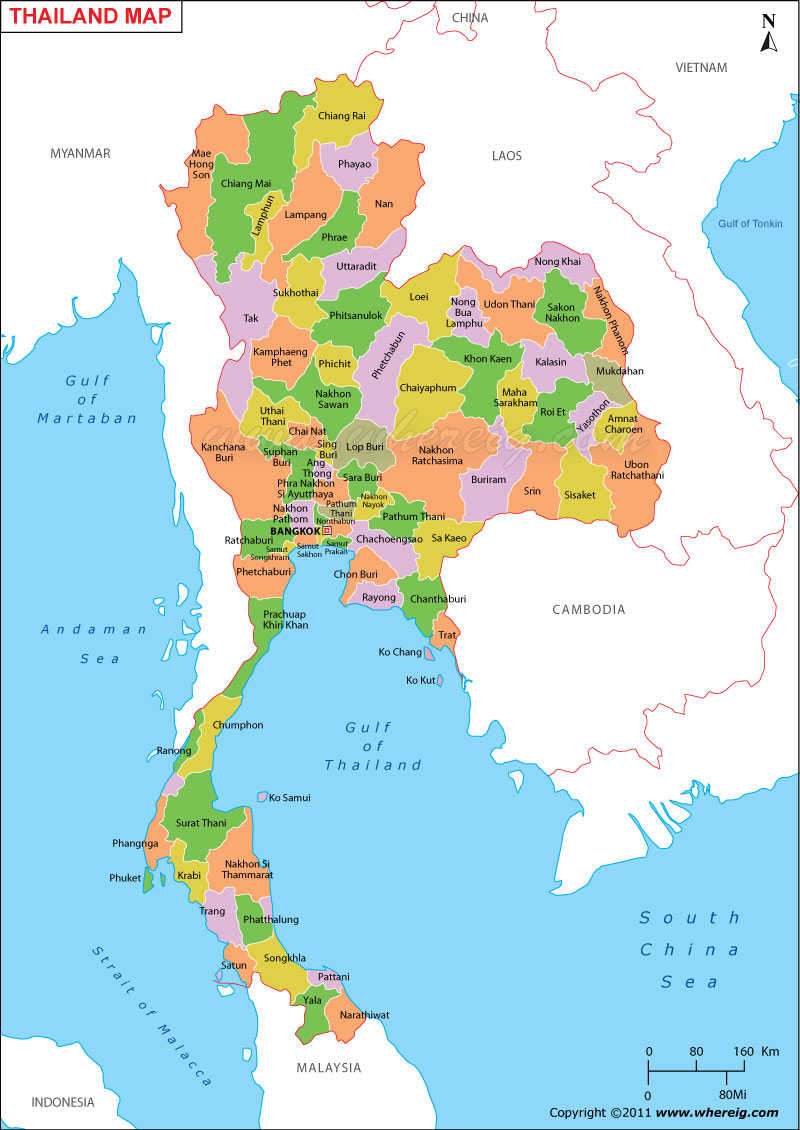 THAILAND MAP
CHINA
N
VIETNAM
MYANMAR
LAOS
Gulf of Tonkin
Chiang Rai
Mae
Hong
Son
Phayao
Chiang Mai
Lamphun
Lampang
Nan
Phrae
Uttaradit
Nong Khai
Sukhothai
Loei
Tak
Phitsanulok
Nong
Bua
Lamphu
Udon Thani
Sakon
Nakhon
Nakhon Phanom
Kamphaeng
Phet
Phichit
Phetchabun
Khon Kaen
Kalasin
Mukdahan
Chaiyaphum
Maha
Sarakham
Roi Et
Yasothon
Amnat
Charoen
Gulf
of
Martaban
Nakhon
Sawan
Uthai
Thani
Chai Nat
Kanchana
Buri
Suphan
Buri
Sing
Buri
Lop Buri
Nakhon
Ratchasima
Ang
Thong
Sara Buri
Buriram
Srin
Sisaket
Ubon
Ratchathani
Phra Nakhon
Si Ayutthaya
Nakhon
Nayok
Pathum
Thani
Nakhon
Pathom
Nonthaburi
Pathum Thani
BANGKOK
Ratchaburi
Chachoengsao
Sa Kaeo
Samut
Songkhram
Samut
Sakhon
Samut
Prakan
Phetchaburi
Chon Buri
Rayong
Chanthaburi
CAMBODIA
Prachuap
Khiri Khan
Trat
Andaman
Sea
Ko Chang
Ko Kut
Chumphon
Gulf
of
Thailand
Ranong
Ko Samui
Surat Thani
Phangnga
Nakhon Si
Thammarat
Phuket
Krabi
Trang
Phatthalung
South
China
Sea
Strait of Malacca
Songkhla
Satun
Pattani
Yala
Narathiwat
MALAYSIA
INDONESIA
0 80 160 Km
0 80Mi
Copyright ©2011 www.whereig.com
www.whereig.com